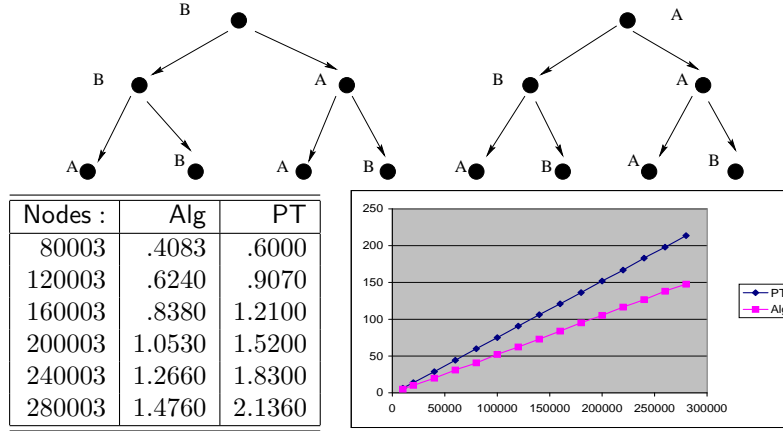 B A
B A B A
A B A B A B A B
Nodes : Alg PT
80003 .4083 .6000
120003 .6240 .9070
160003 .8380 1.2100
200003 1.0530 1.5200
240003 1.2660 1.8300
280003 1.4760 2.1360
250
200
150
100
50
0
0 50000 100000 150000 200000 250000 300000
PT
Alg